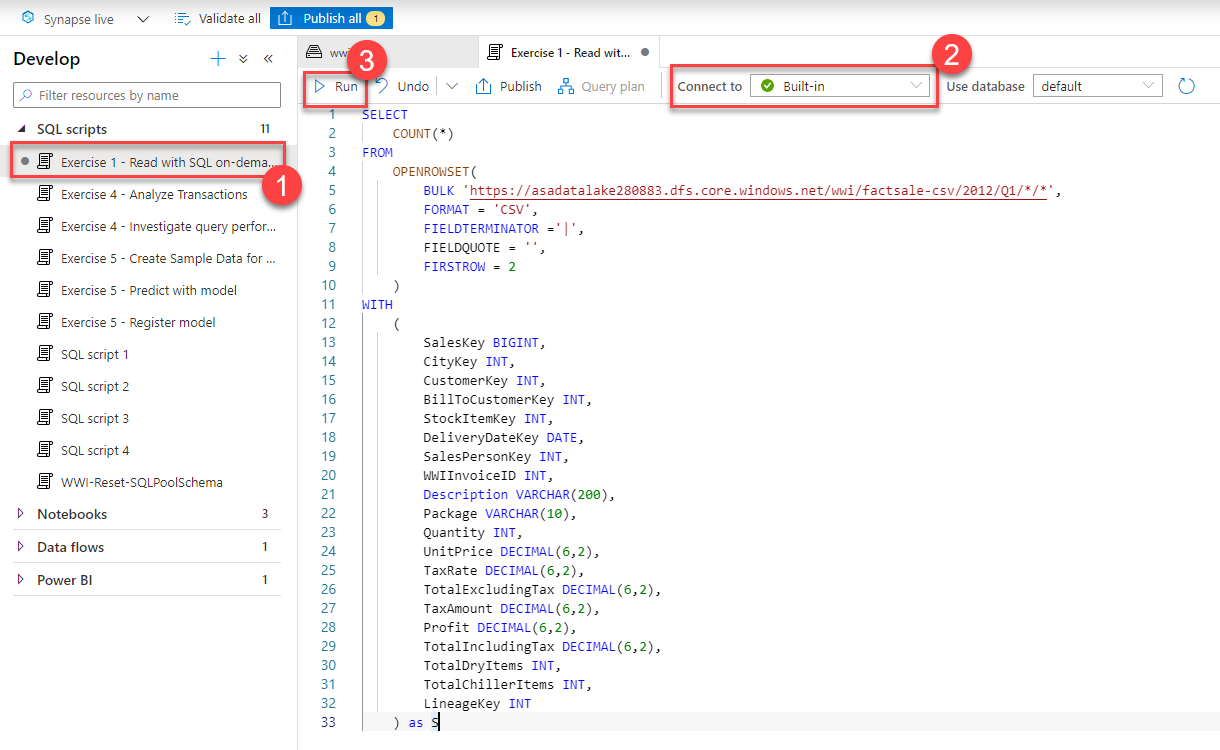 Synapse live Validate all Publish all 1
Develop
Filter resources by name
SQL scripts 11
Exercise 1 - Read with SQL on-dema...
1
Exercise 4 - Analyze Transactions
Exercise 4 - Investigate query perfor...
Exercise 5 - Create Sample Data for ...
Exercise 5 - Predict with model
Exercise 5 - Register model
SQL script 1
SQL script 2
SQL script 3
SQL script 4
WWI-Reset-SQLPoolSchema
Notebooks 3
Data flows 1
Power BI 1
Exercise 1 - Read wit...
3 2
Run Undo Publish Query plan Connect to Built-in Use database default
1 SELECT
2 COUNT(*)
3 FROM
4 OPENROWSET(
5 BULK 'https://asadatalake280883.dfs.core.windows.net/wwi/factsale-csv/2012/Q1/*/*',
6 FORMAT = 'CSV',
7 FIELDTERMINATOR ='|',
8 FIELDQUOTE = '',
9 FIRSTROW = 2
10 )
11 WITH
12 (
13 SalesKey BIGINT,
14 CityKey INT,
15 CustomerKey INT,
16 BillToCustomerKey INT,
17 StockItemKey INT,
18 DeliveryDateKey DATE,
19 SalesPersonKey INT,
20 WWIInvoiceID INT,
21 Description VARCHAR(200),
22 Package VARCHAR(10),
23 Quantity INT,
24 UnitPrice DECIMAL(6,2),
25 TaxRate DECIMAL(6,2),
26 TotalExcludingTax DECIMAL(6,2),
27 TaxAmount DECIMAL(6,2),
28 Profit DECIMAL(6,2),
29 TotalIncludingTax DECIMAL(6,2),
30 TotalDryItems INT,
31 TotalChillerItems INT,
32 LineageKey INT
33 ) as S